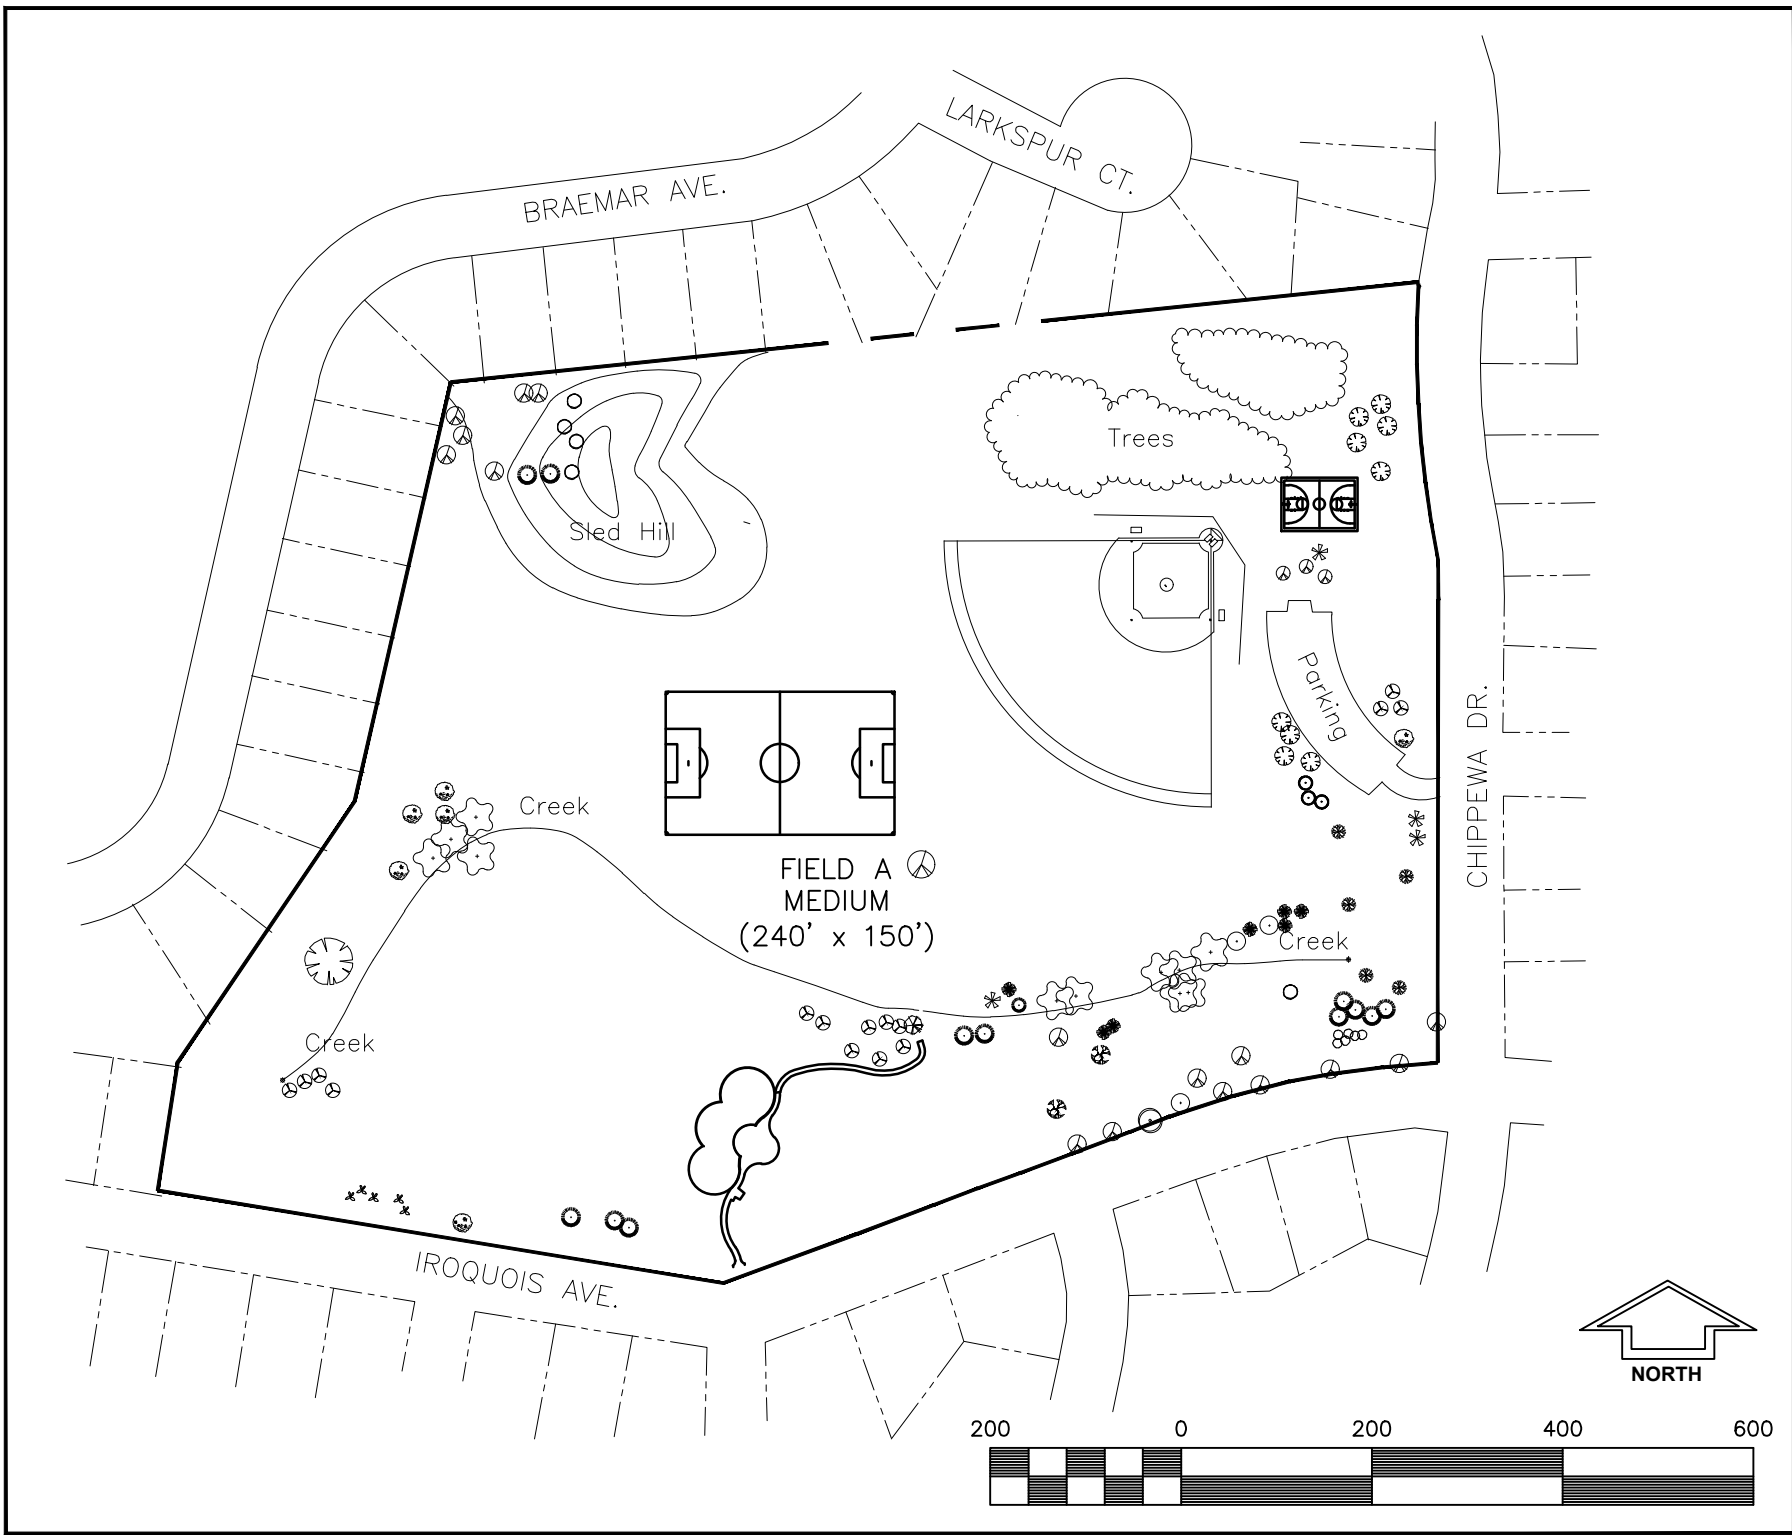 LARKSPUR CT.
BRAEMAR AVE.
Trees
Sled Hill
Parking
CHIPPEWA DR.
Creek
FIELD A
MEDIUM
(240' x 150')
Creek
Creek
IROQUOIS AVE.
NORTH
200 0 200 400 600